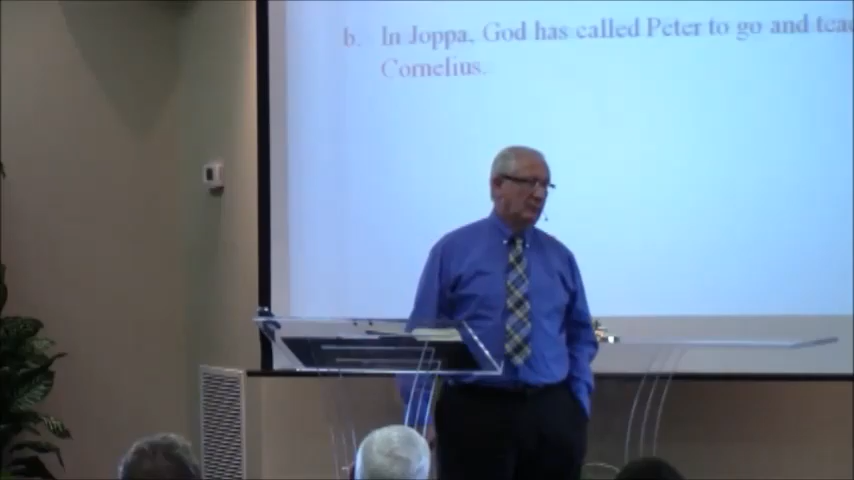 b. In Joppa, God has called Peter to go and
Cornelius.